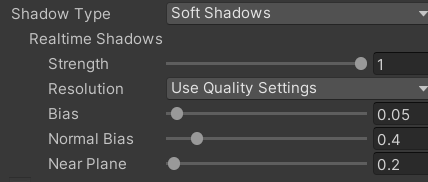 Shadow Type Soft Shadows
Realtime Shadows
Strength 1
Resolution Use Quality Settings
Bias 0.05
Normal Bias 0.4
Near Plane 0.2